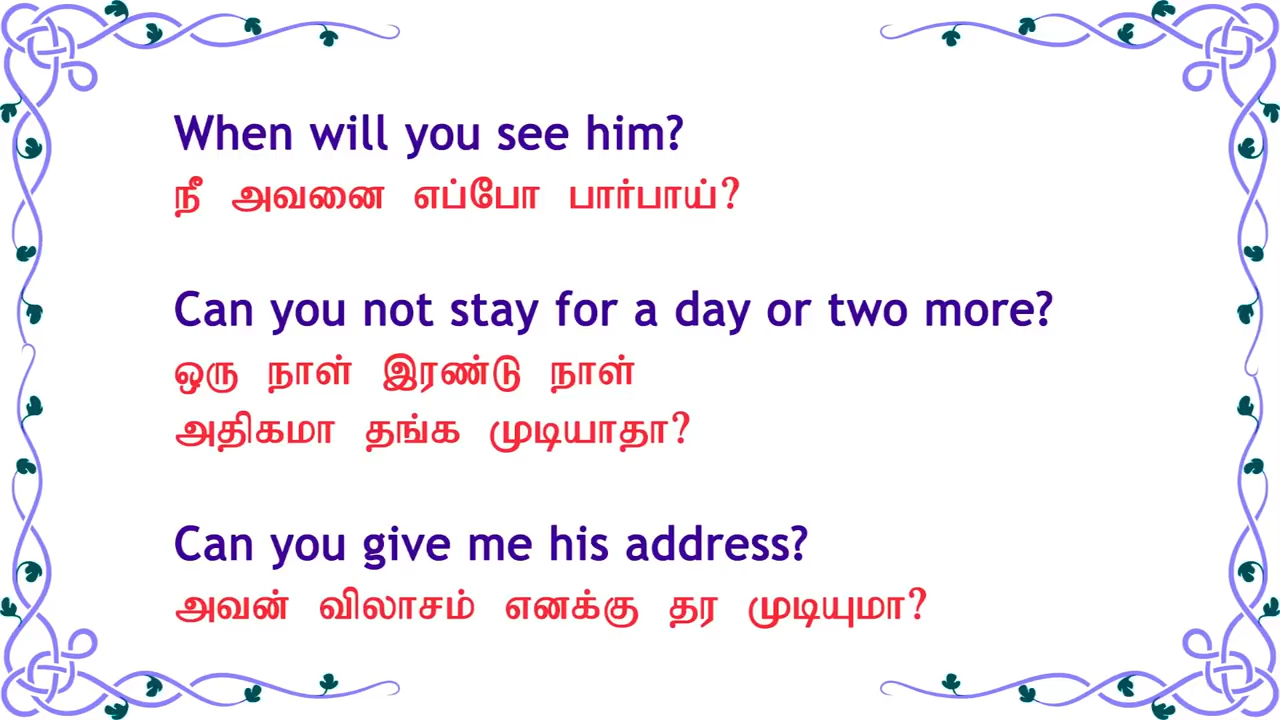 When will you see him?
நீ அவனை எப்போ பார்பாய்?
Can you not stay for a day or two more?
ஒரு நாள் இரண்டு நாள்
அதிகமா தங்க முடியாதா?
Can you give me his address?
அவன் விலாசம் எனக்கு தர முடியுமா?